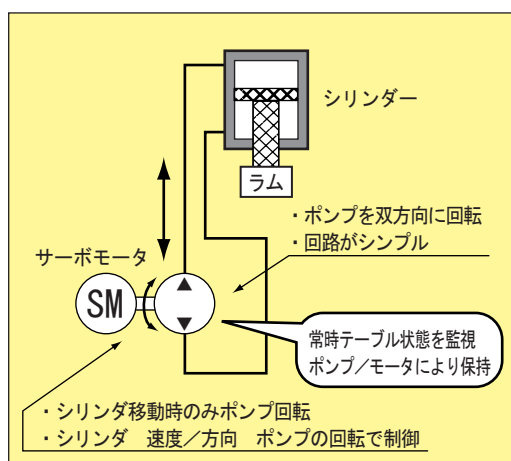 シリンダー
ラム
・ポンプを双方向に回転
・回路がシンプル
サーボモータ
SM
常時テーブル状態を監視
ポンプ／モータにより保持
・シリンダ移動時のみポンプ回転
・シリンダ　速度／方向　ポンプの回転で制御